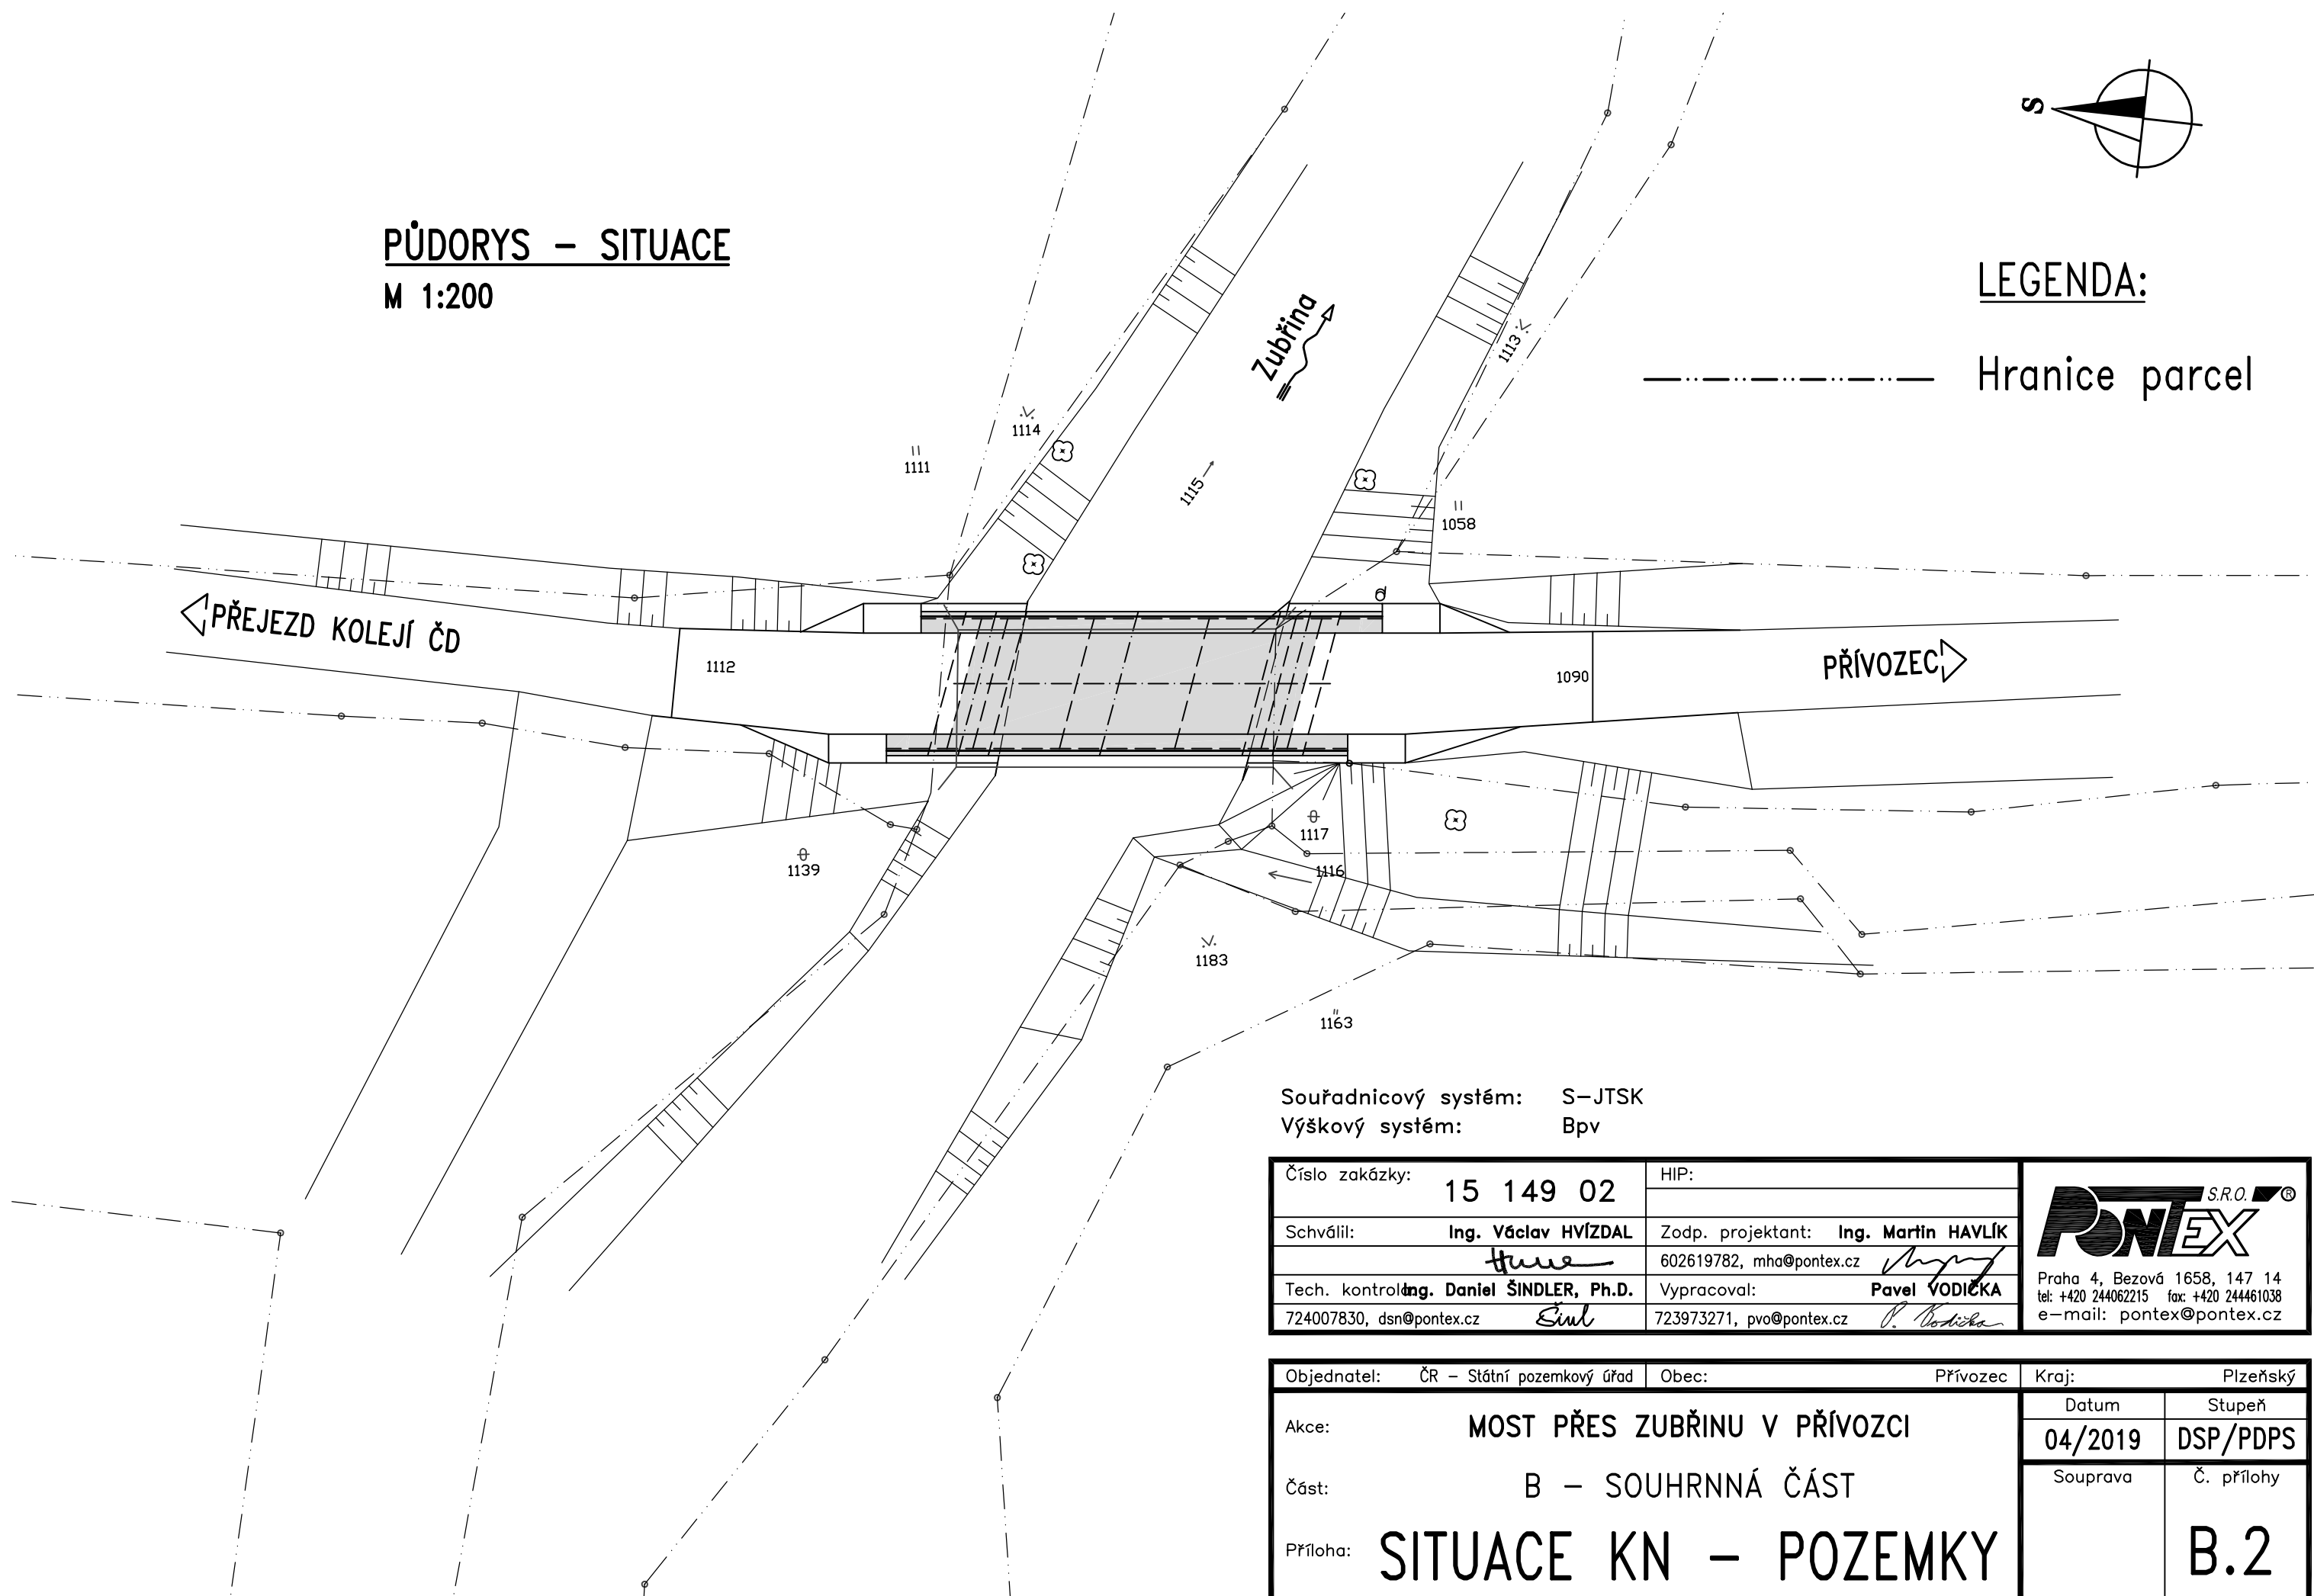 S
PŮDORYS – SITUACE
M 1:200
LEGENDA:
Hranice parcel
Zubřina
1113
1114
1111
1115
1058
PŘEJEZD KOLEJÍ ČD
1112
1090
PŘÍVOZEC
1117
1139
1116
1183
1163
Souřadnicový systém: S-JTSK
Výškový systém: Bpv
Číslo zakázky: 15 149 02
HIP:
Schválil: Ing. Václav HVÍZDAL
Zodp. projektant: Ing. Martin HAVLÍK
602619782, mha@pontex.cz
Tech. kontrola: Ing. Daniel ŠINDLER, Ph.D.
Vypracoval: Pavel VODIČKA
724007830, dsn@pontex.cz
723973271, pvo@pontex.cz
PONTEX S.R.O. ®
Praha 4, Bezová 1658, 147 14
tel: +420 244062215 fax: +420 244461038
e-mail: pontex@pontex.cz
Objednatel: ČR – Státní pozemkový úřad
Obec: Přívozec
Kraj: Plzeňský
Akce: MOST PŘES ZUBŘINU V PŘÍVOZCI
Datum
Stupeň
04/2019
DSP/PDPS
Část: B – SOUHRNNÁ ČÁST
Souprava
Č. přílohy
Příloha: SITUACE KN – POZEMKY
B.2